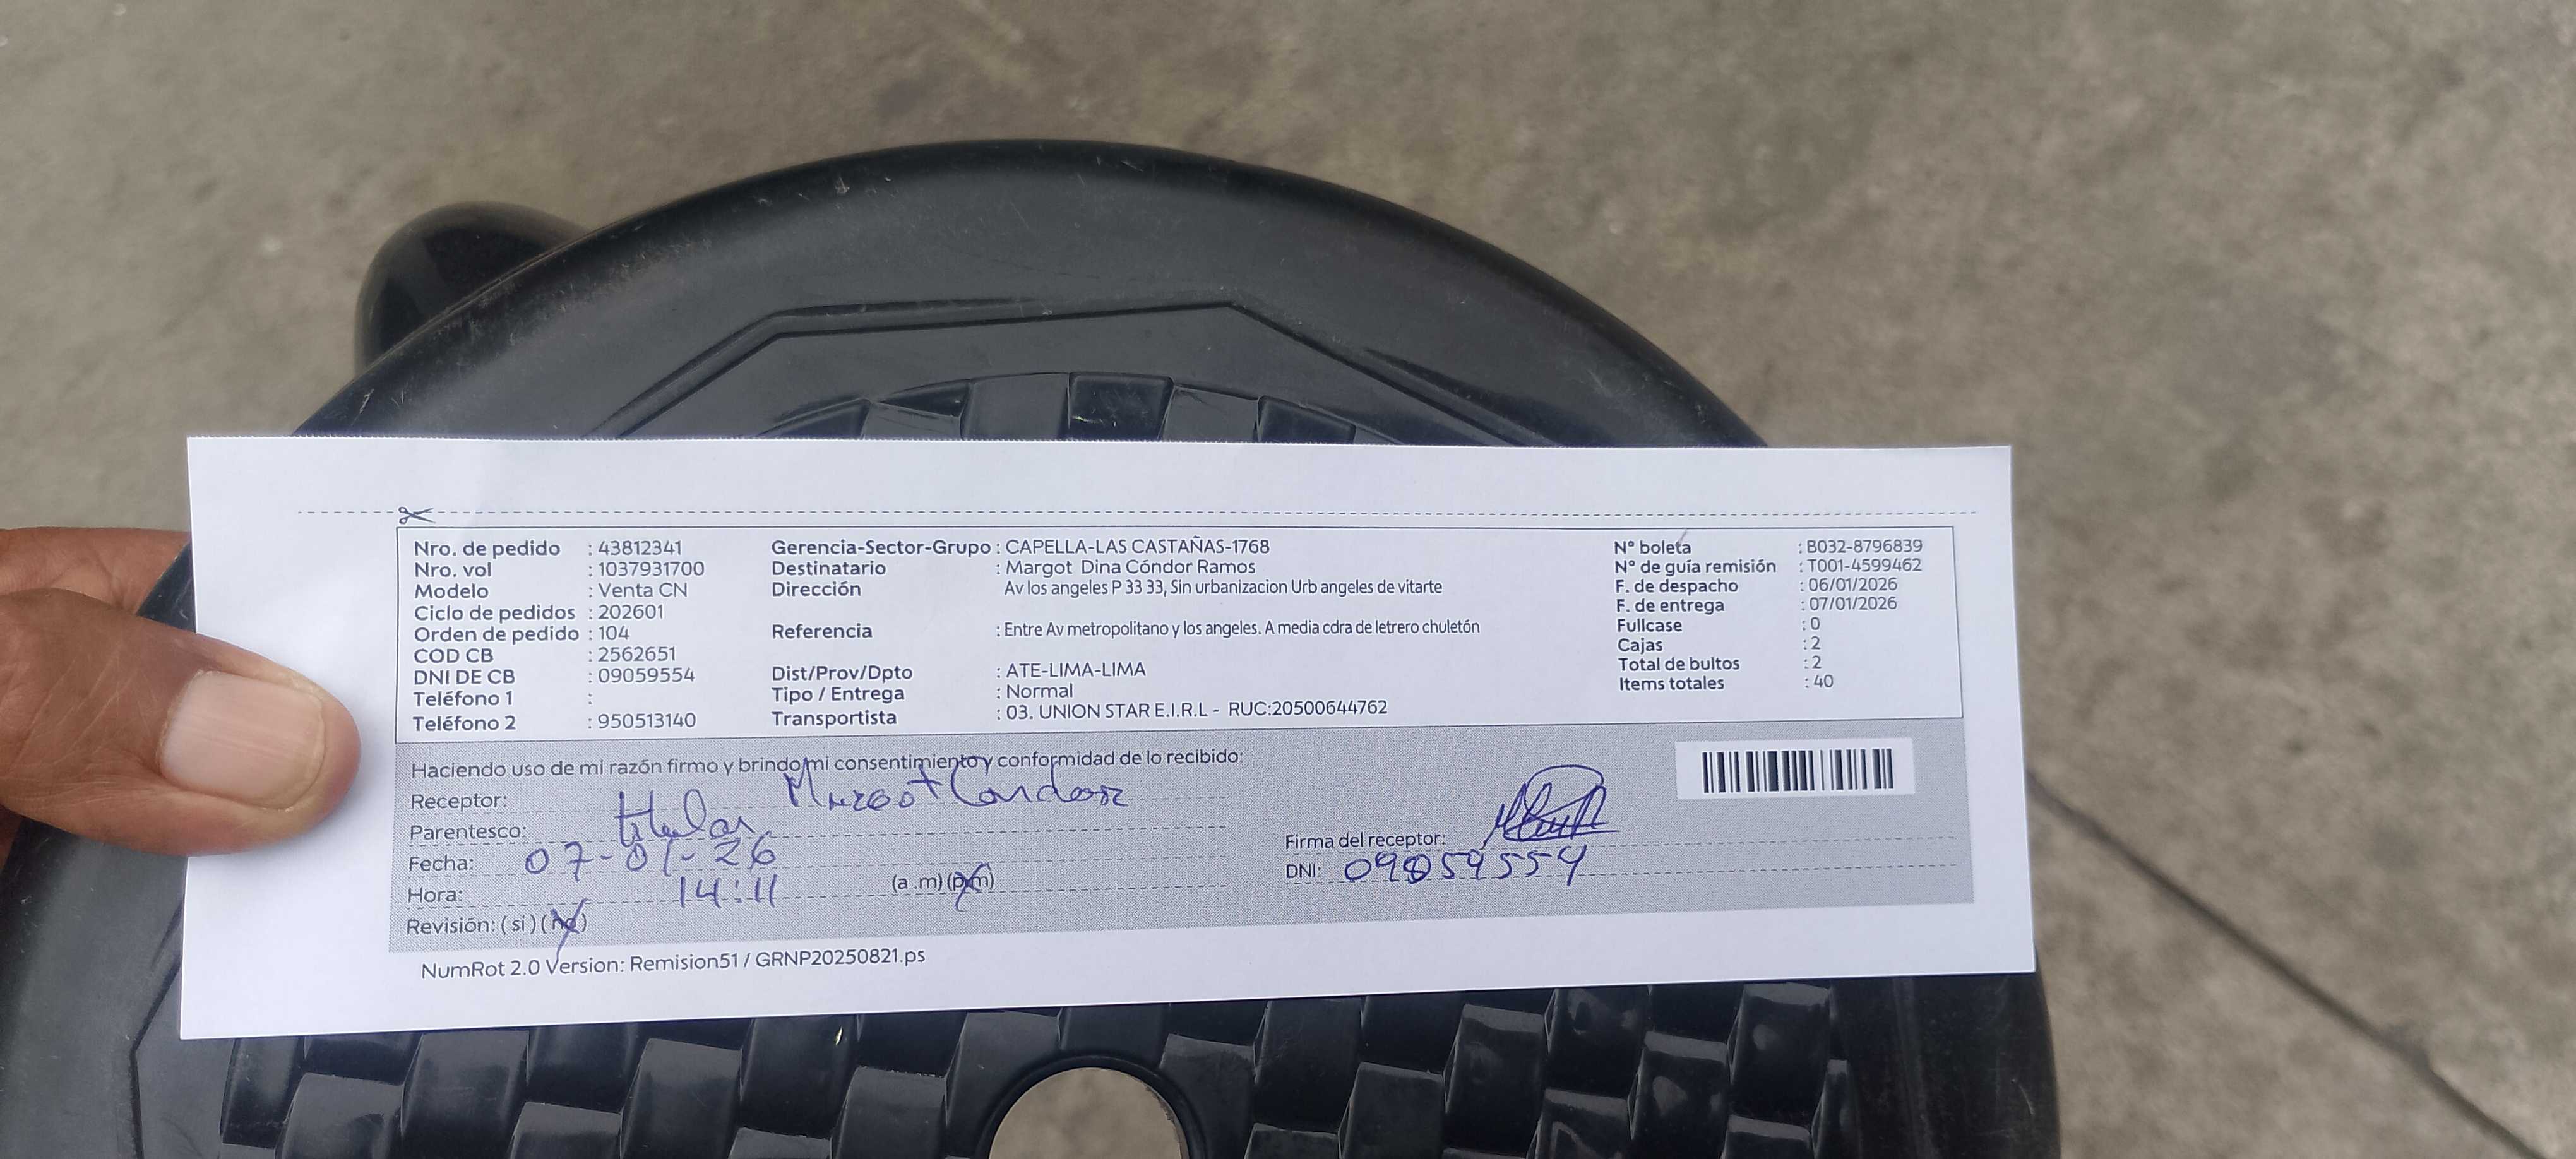 Nro. de pedido : 43812341
Nro. vol : 1037931700
Modelo : Venta CN
Ciclo de pedidos : 202601
Orden de pedido : 104
COD CB : 2562651
DNI DE CB : 09059554
Teléfono 1 :
Teléfono 2 : 950513140
Gerencia-Sector-Grupo : CAPELLA-LAS CASTAÑAS-1768
Destinatario : Margot Dina Cóndor Ramos
Dirección Av los angeles P 33 33, Sin urbanizacion Urb angeles de vitarte
Referencia : Entre Av metropolitano y los angeles. A media cdra de letrero chuletón
Dist/Prov/Dpto : ATE-LIMA-LIMA
Tipo / Entrega : Normal
Transportista : 03. UNION STAR E.I.R.L - RUC:20500644762
N° boleta : B032-8796839
N° de guía remisión : T001-4599462
F. de despacho : 06/01/2026
F. de entrega : 07/01/2026
Fullcase : 0
Cajas : 2
Total de bultos : 2
Items totales : 40
Haciendo uso de mi razón firmo y brindo mi consentimiento y conformidad de lo recibido:
Receptor: Margot Condor
Parentesco: titular
Fecha: 07-01-26
Hora: 14:11 (a.m) (p.m)
Revisión: (si) (no)
Firma del receptor:
DNI: 09059554
NumRot 2.0 Version: Remision51 / GRNP20250821.ps